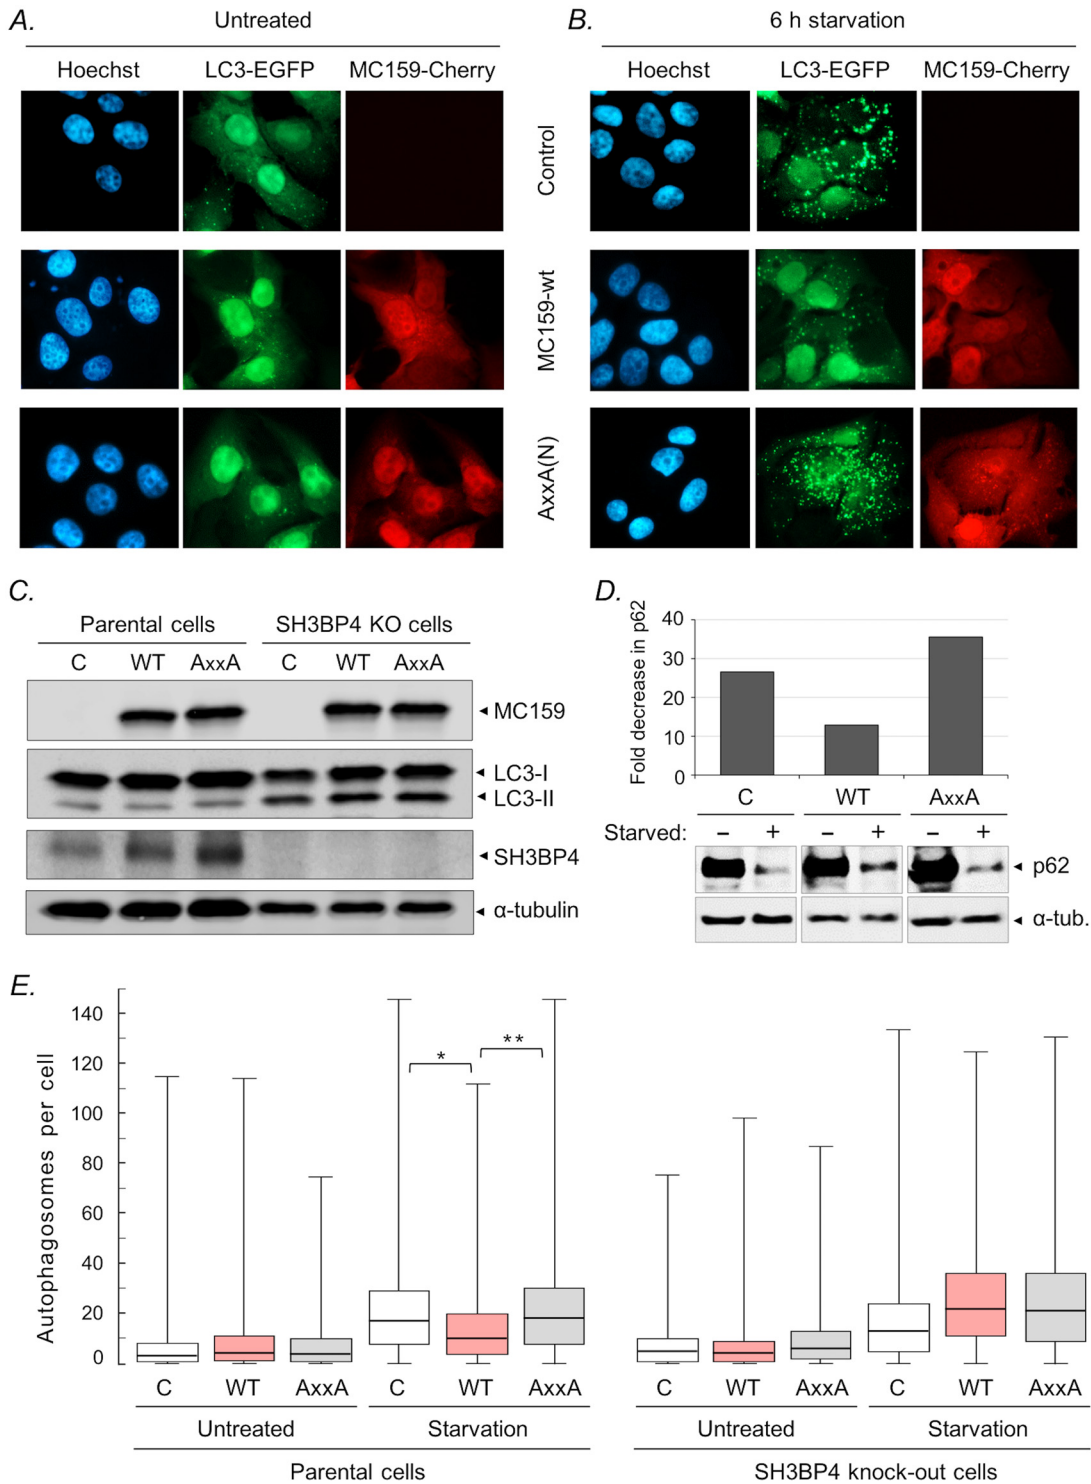 A.
Untreated
Hoechst LC3-EGFP MC159-Cherry
B.
6 h starvation
Hoechst LC3-EGFP MC159-Cherry
Control
MC159-wt
AxxA(N)
C.
Parental cells SH3BP4 KO cells
C WT AxxA C WT AxxA
MC159
LC3-I
LC3-II
SH3BP4
α-tubulin
D.
Fold decrease in p62
40
30
20
10
0
C WT AxxA
Starved: – + – + – +
p62
α-tub.
E.
Autophagosomes per cell
140
120
100
80
60
40
20
0
* **
C WT AxxA C WT AxxA C WT AxxA C WT AxxA
Untreated Starvation Untreated Starvation
Parental cells SH3BP4 knock-out cells